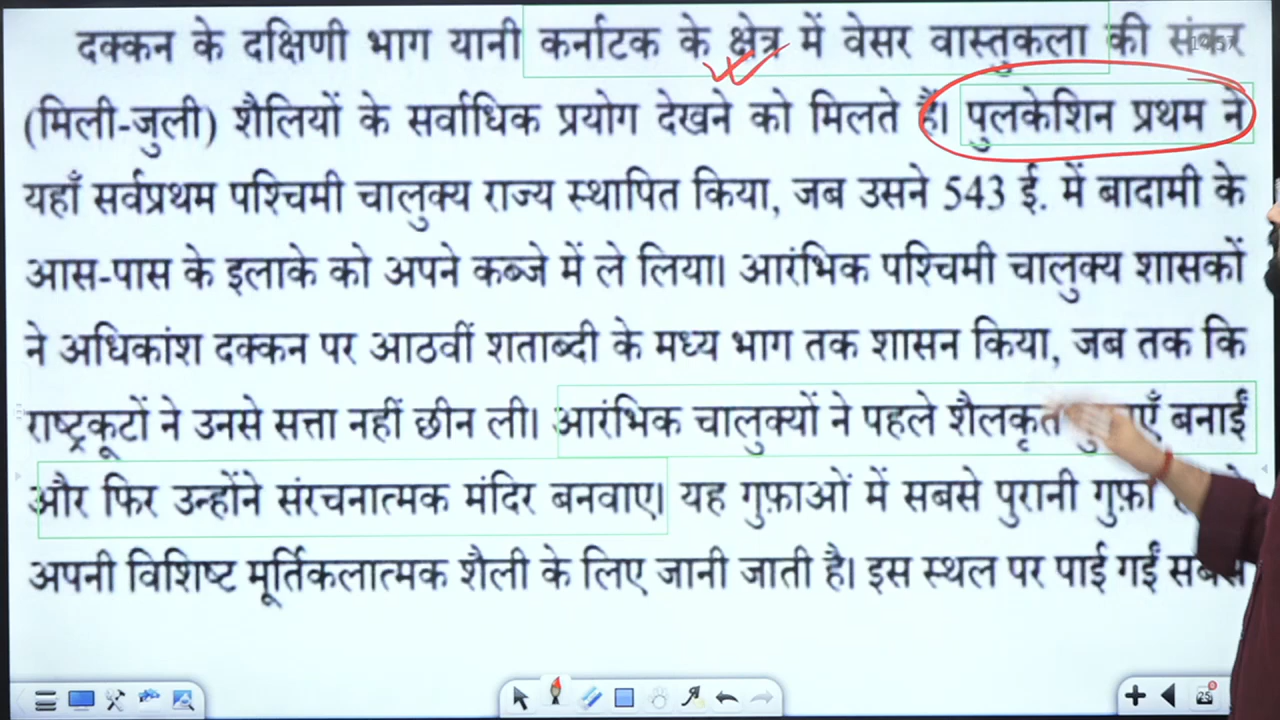 दक्कन के दक्षिणी भाग यानी कर्नाटक के क्षेत्र में वेसर वास्तुकला की संकर
(मिली-जुली) शैलियों के सर्वाधिक प्रयोग देखने को मिलते हैं। पुलकेशिन प्रथम ने
यहाँ सर्वप्रथम पश्चिमी चालुक्य राज्य स्थापित किया, जब उसने 543 ई. में बादामी के
आस-पास के इलाके को अपने कब्जे में ले लिया। आरंभिक पश्चिमी चालुक्य शासकों
ने अधिकांश दक्कन पर आठवीं शताब्दी के मध्य भाग तक शासन किया, जब तक कि
राष्ट्रकूटों ने उनसे सत्ता नहीं छीन ली। आरंभिक चालुक्यों ने पहले शैलकृत बनाईं
और फिर उन्होंने संरचनात्मक मंदिर बनवाए। यह गुफ़ाओं में सबसे पुरानी गुफ़ा
अपनी विशिष्ट मूर्तिकलात्मक शैली के लिए जानी जाती है। इस स्थल पर पाई गईं सबसे
25